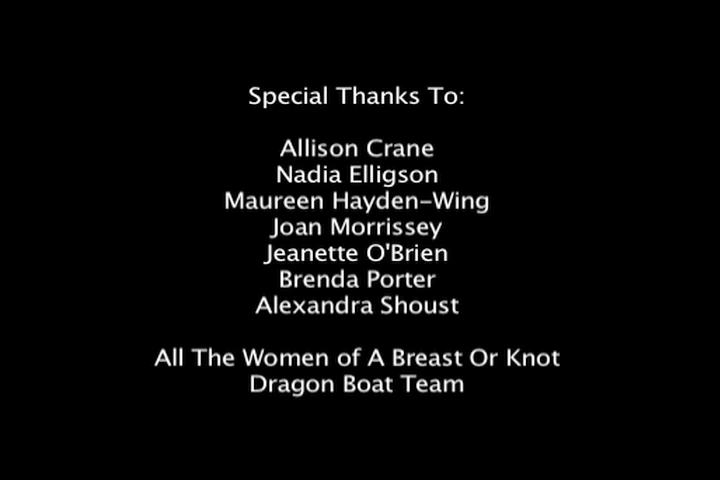 Special Thanks To:
Allison Crane
Nadia Elligson
Maureen Hayden-Wing
Joan Morrissey
Jeanette O'Brien
Brenda Porter
Alexandra Shoust
All The Women of A Breast Or Knot
Dragon Boat Team